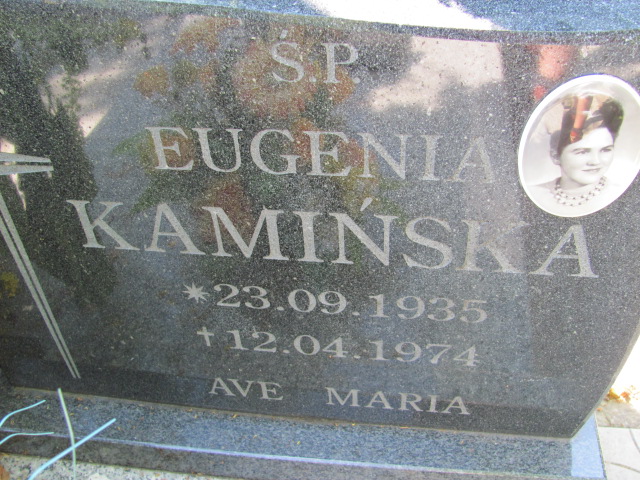 Ś.P.
EUGENIA
KAMIŃSKA
*23.09.1935
†12.04.1974
AVE MARIA